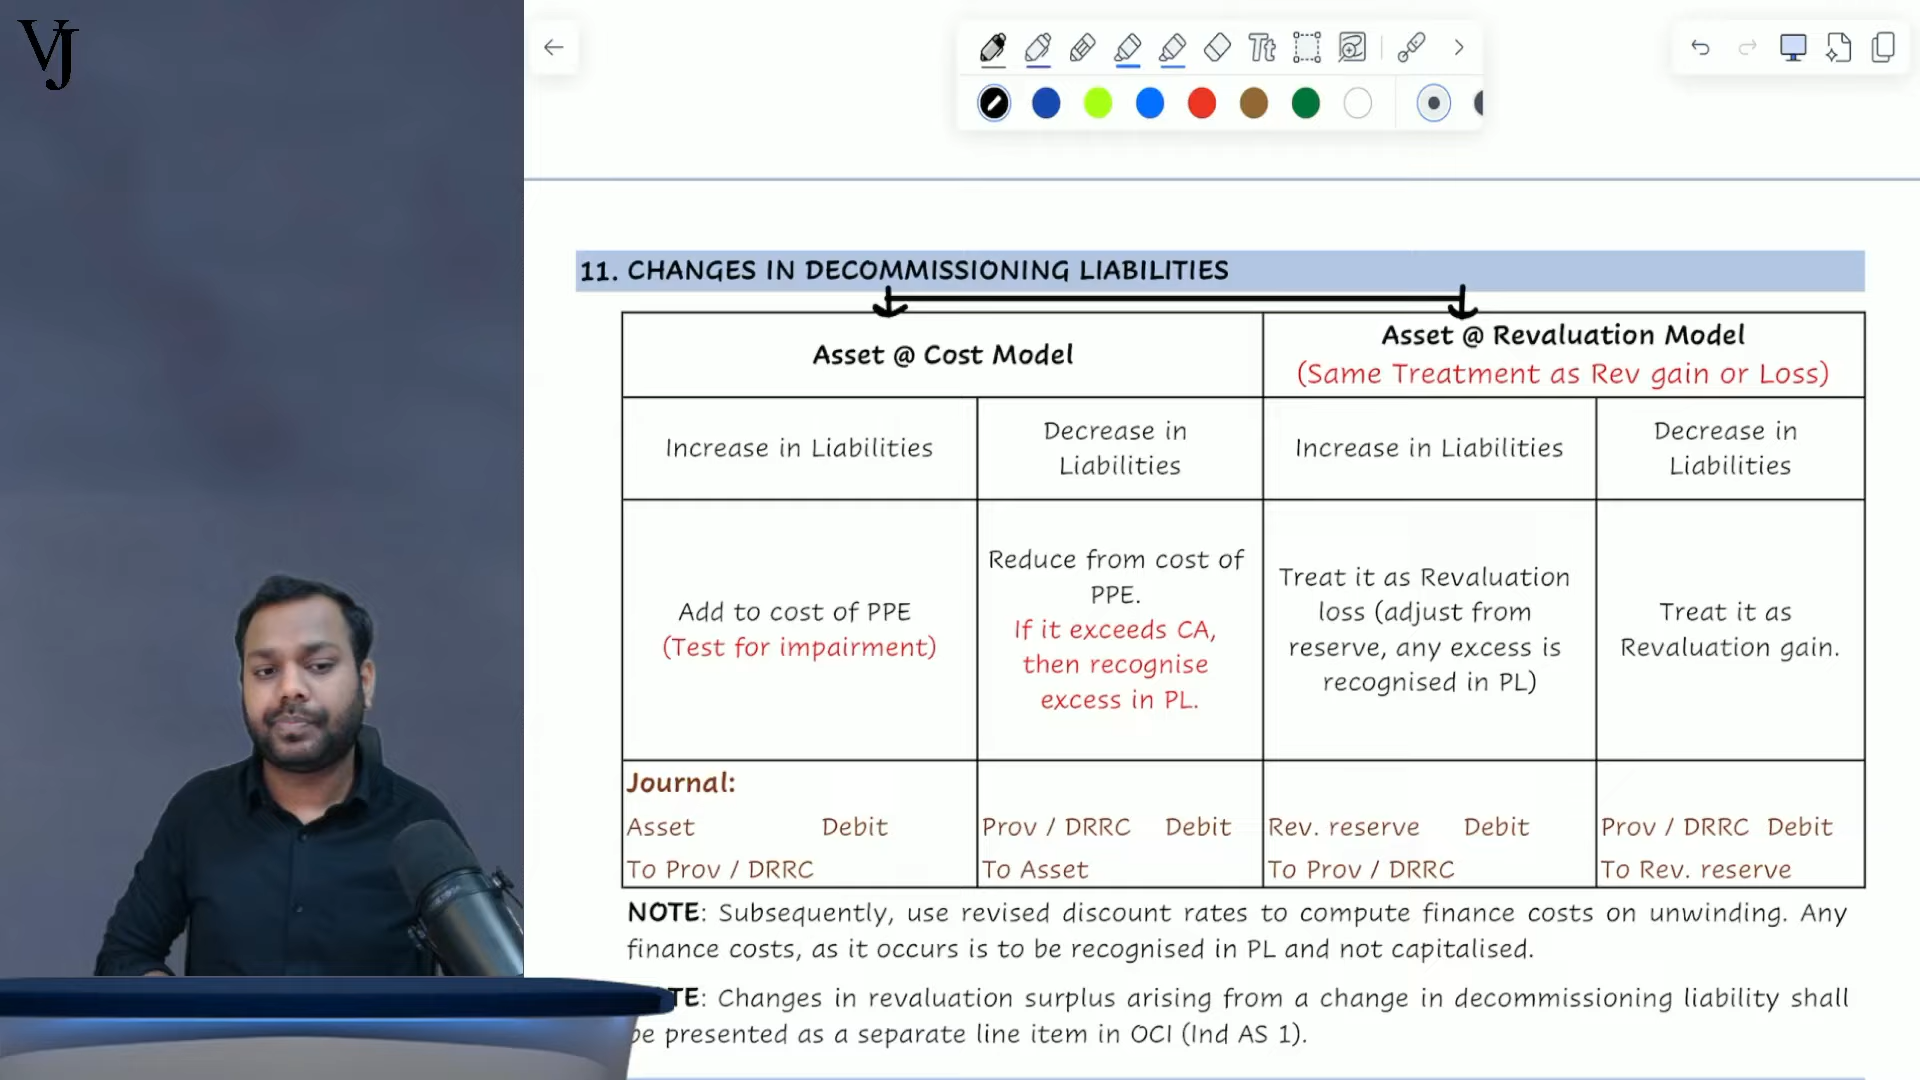 VJ
Tt
11. CHANGES IN DECOMMISSIONING LIABILITIES
Asset @ Cost Model
Asset @ Revaluation Model
(Same Treatment as Rev gain or Loss)
Increase in Liabilities
Decrease in
Liabilities
Increase in Liabilities
Decrease in
Liabilities
Add to cost of PPE
(Test for impairment)
Reduce from cost of
PPE.
If it exceeds CA,
then recognise
excess in PL.
Treat it as Revaluation
loss (adjust from
reserve, any excess is
recognised in PL)
Treat it as
Revaluation gain.
Journal:
Asset Debit
To Prov / DRRC
Prov / DRRC Debit
To Asset
Rev. reserve Debit
To Prov / DRRC
Prov / DRRC Debit
To Rev. reserve
NOTE: Subsequently, use revised discount rates to compute finance costs on unwinding. Any
finance costs, as it occurs is to be recognised in PL and not capitalised.
TE: Changes in revaluation surplus arising from a change in decommissioning liability shall
be presented as a separate line item in OCI (Ind AS 1).